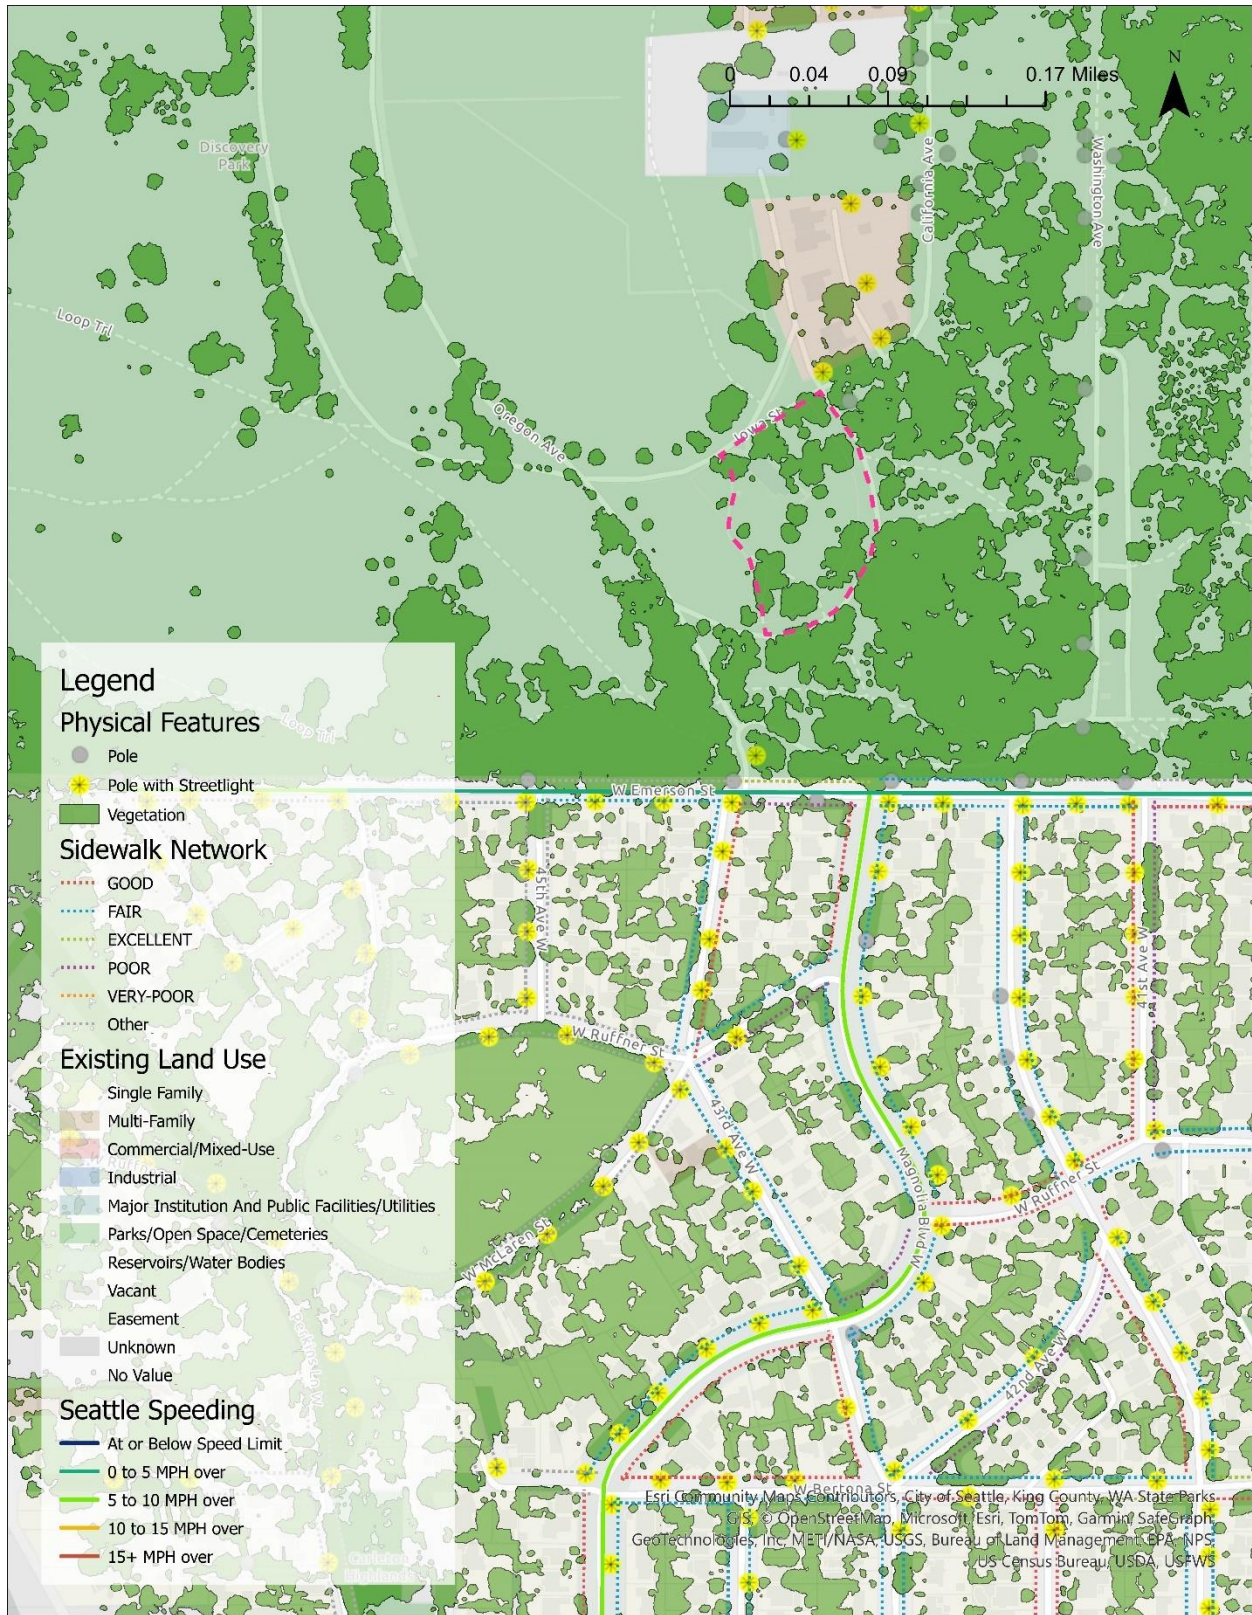 0 0.04 0.09 0.17 Miles
N
Discovery
Park
California Ave
Washington Ave
Loop Trl
Oregon Ave
Iowa St
Legend
Physical Features
Loop Trl
Pole
Pole with Streetlight
Vegetation
W Emerson St
Sidewalk Network
GOOD
FAIR
EXCELLENT
POOR
VERY-POOR
Other
45th Ave W
41st Ave W
W Ruffner St
43rd Ave W
Magnolia Blvd W
W Ruffner St
W McLaren St
42nd Ave W
Existing Land Use
Single Family
Multi-Family
Commercial/Mixed-Use
W Ruffner
Industrial
Major Institution And Public Facilities/Utilities
Parks/Open Space/Cemeteries
Reservoirs/Water Bodies
Vacant
Easement
Unknown
No Value
Seattle Speeding
At or Below Speed Limit
0 to 5 MPH over
5 to 10 MPH over
10 to 15 MPH over
15+ MPH over
Carleton
Highlands
W Bertona St
Esri Community Maps Contributors, City of Seattle, King County, WA State Parks
GIS, © OpenStreetMap, Microsoft, Esri, TomTom, Garmin, SafeGraph,
GeoTechnologies, Inc, METI/NASA, USGS, Bureau of Land Management, EPA, NPS,
US Census Bureau, USDA, USFWS